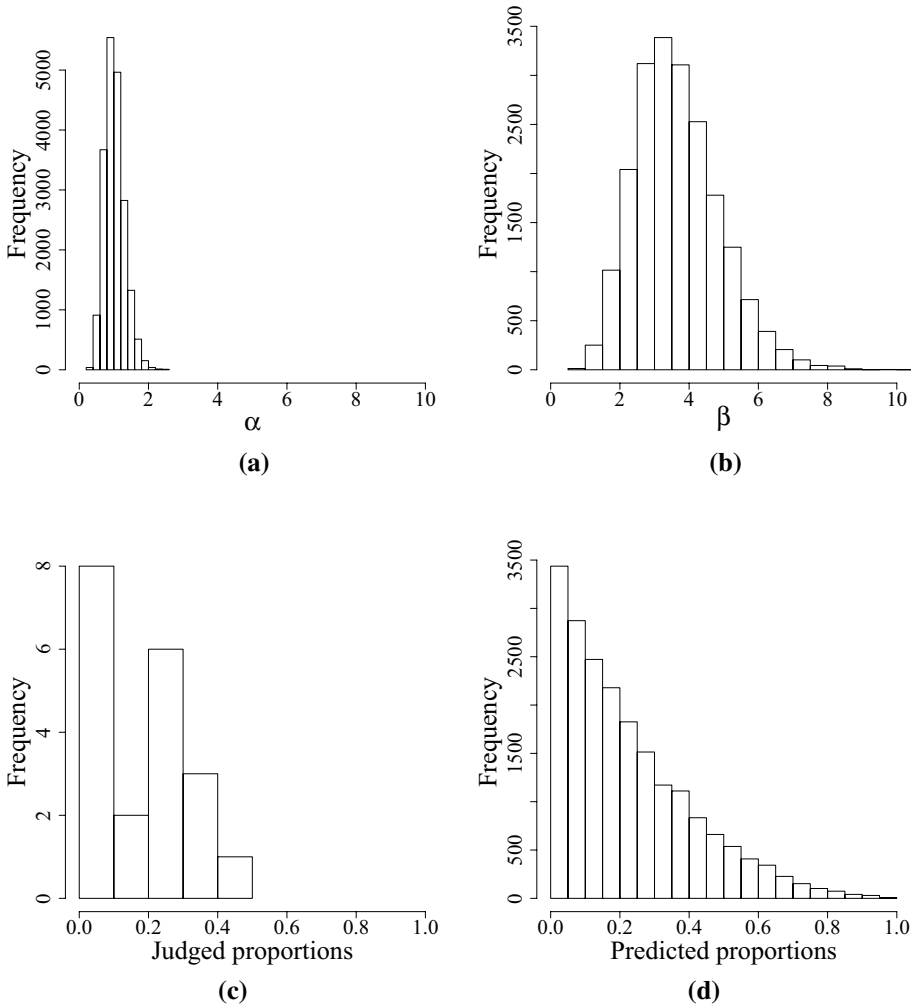 Frequency
0 1000 2000 3000 4000 5000
0 2 4 6 8 10
α
(a)
Frequency
0 500 1500 2500 3500
0 2 4 6 8 10
β
(b)
Frequency
0 2 4 6 8
0.0 0.2 0.4 0.6 0.8 1.0
Judged proportions
(c)
Frequency
0 500 1500 2500 3500
0.0 0.2 0.4 0.6 0.8 1.0
Predicted proportions
(d)